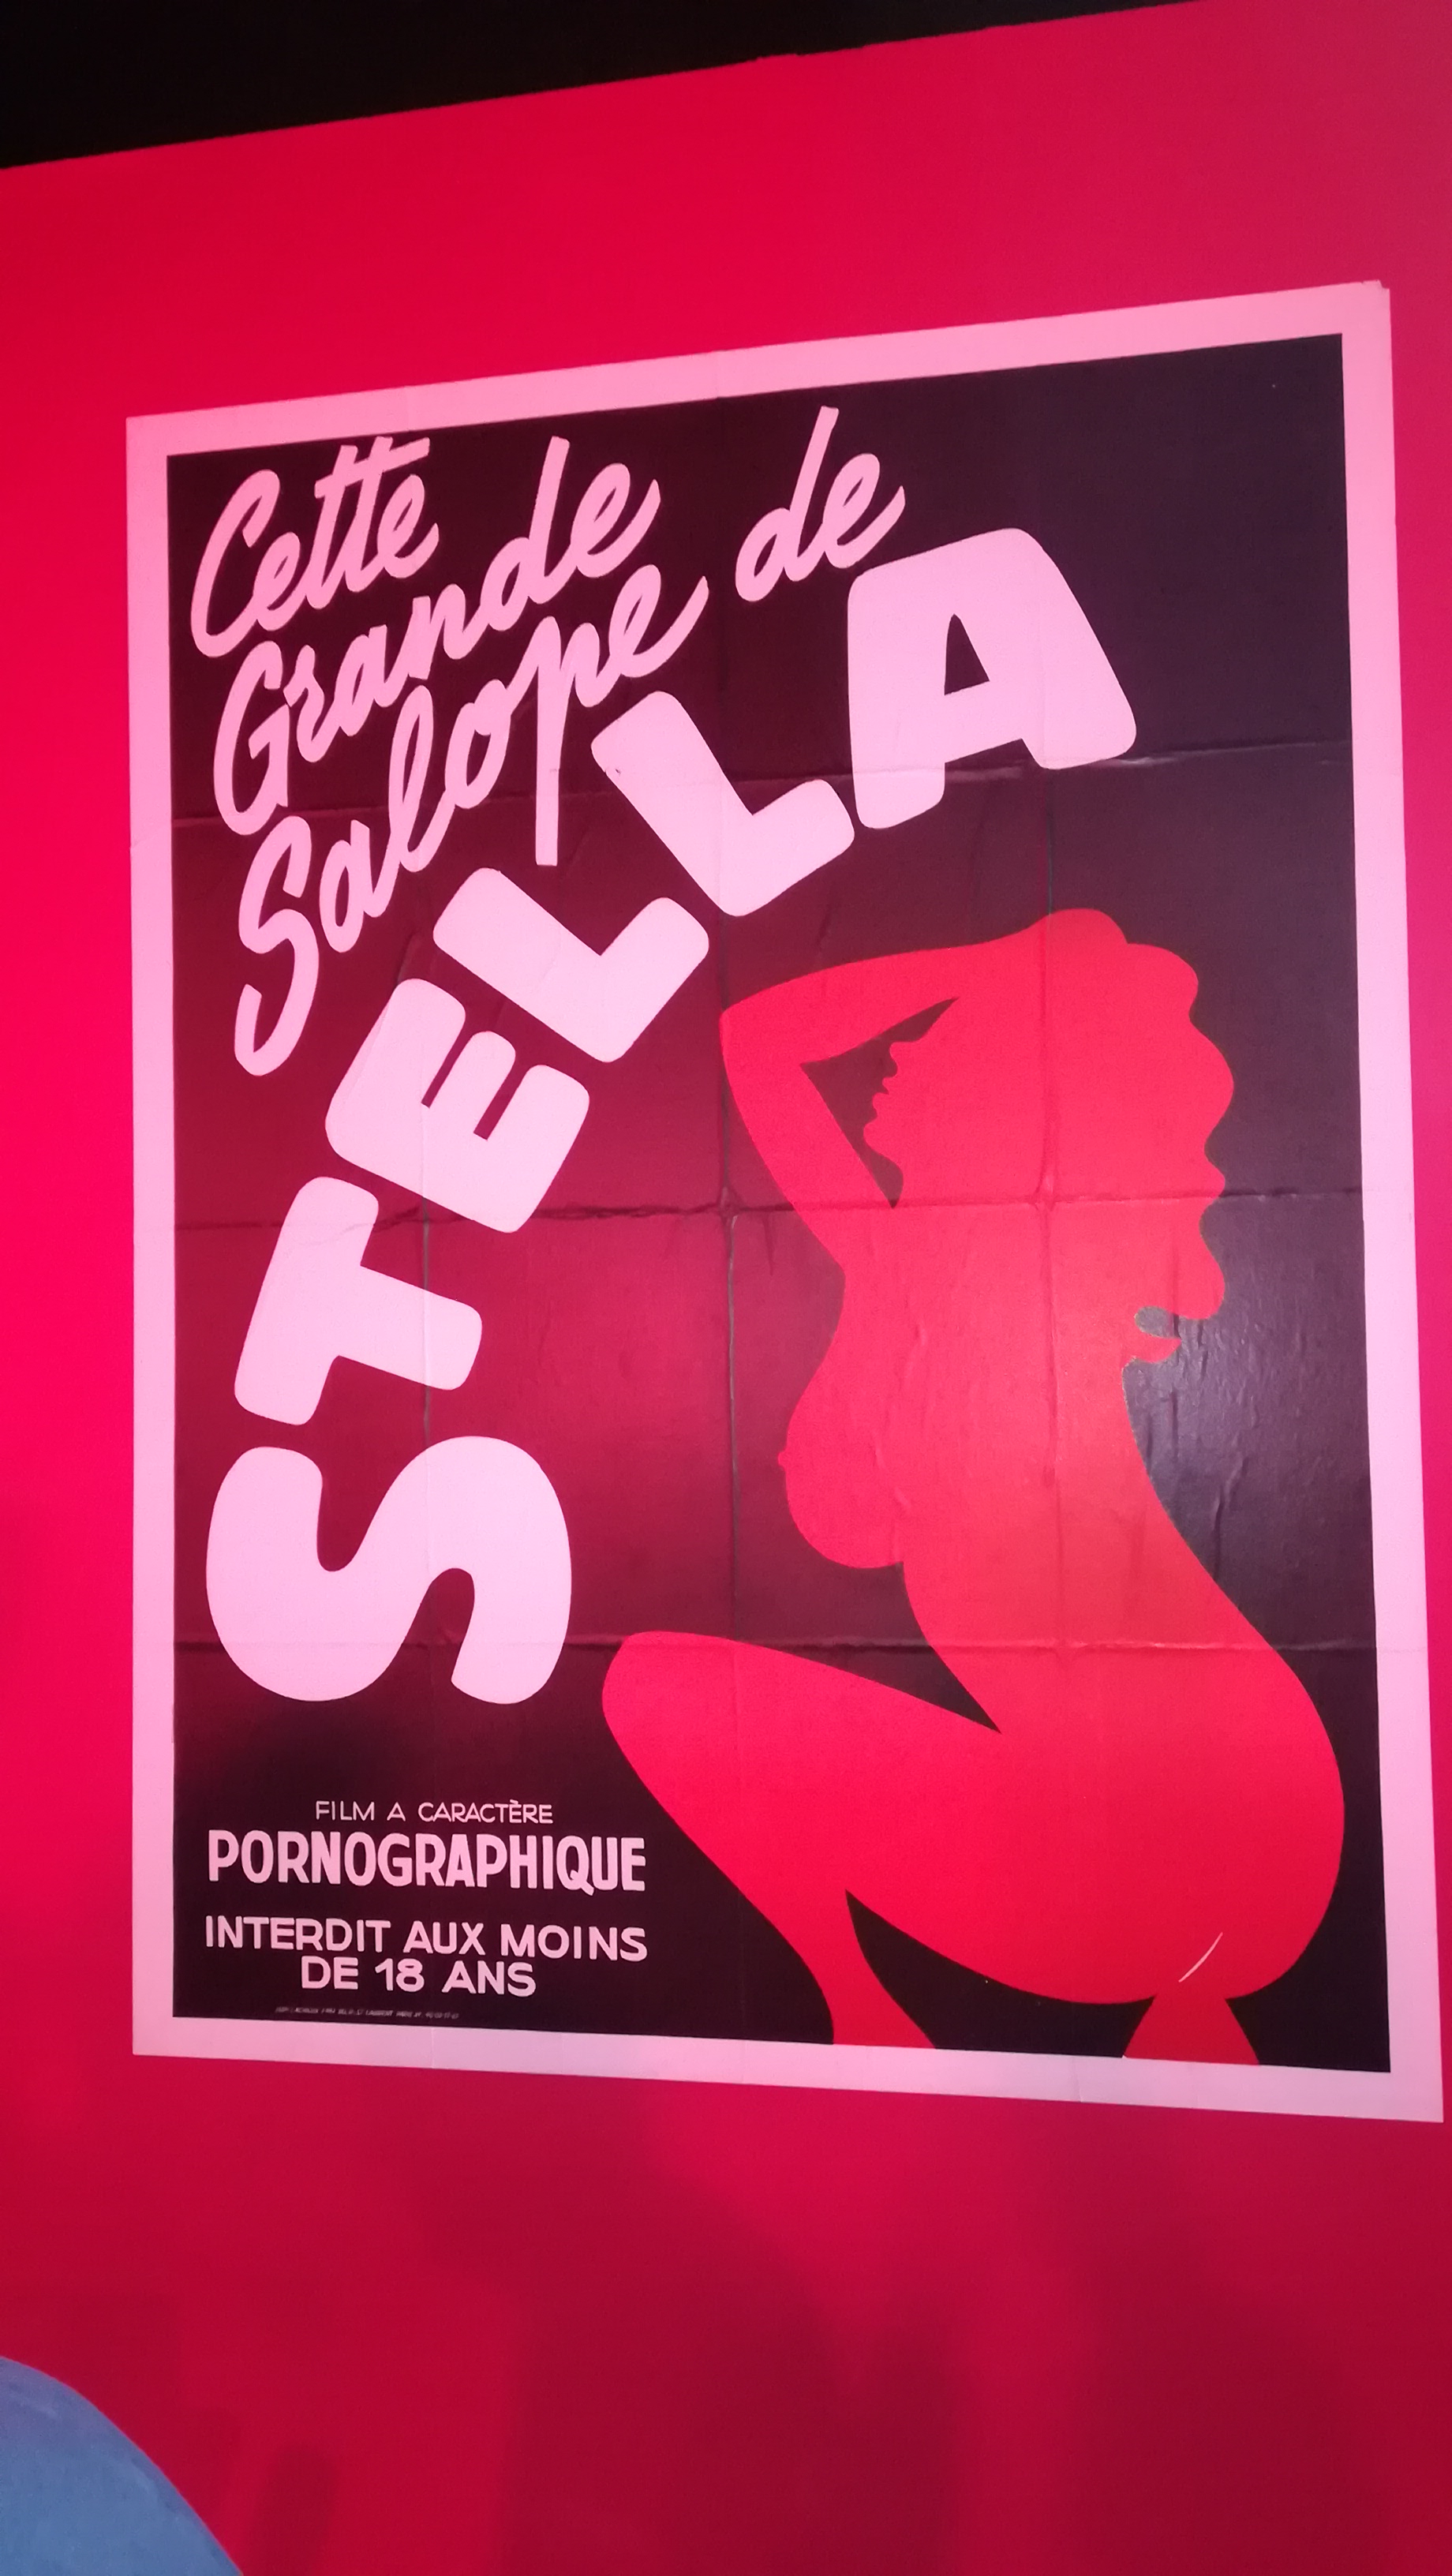 Cette
Grande
Salope de
STELLA
FILM A CARACTÈRE
PORNOGRAPHIQUE
INTERDIT AUX MOINS
DE 18 ANS